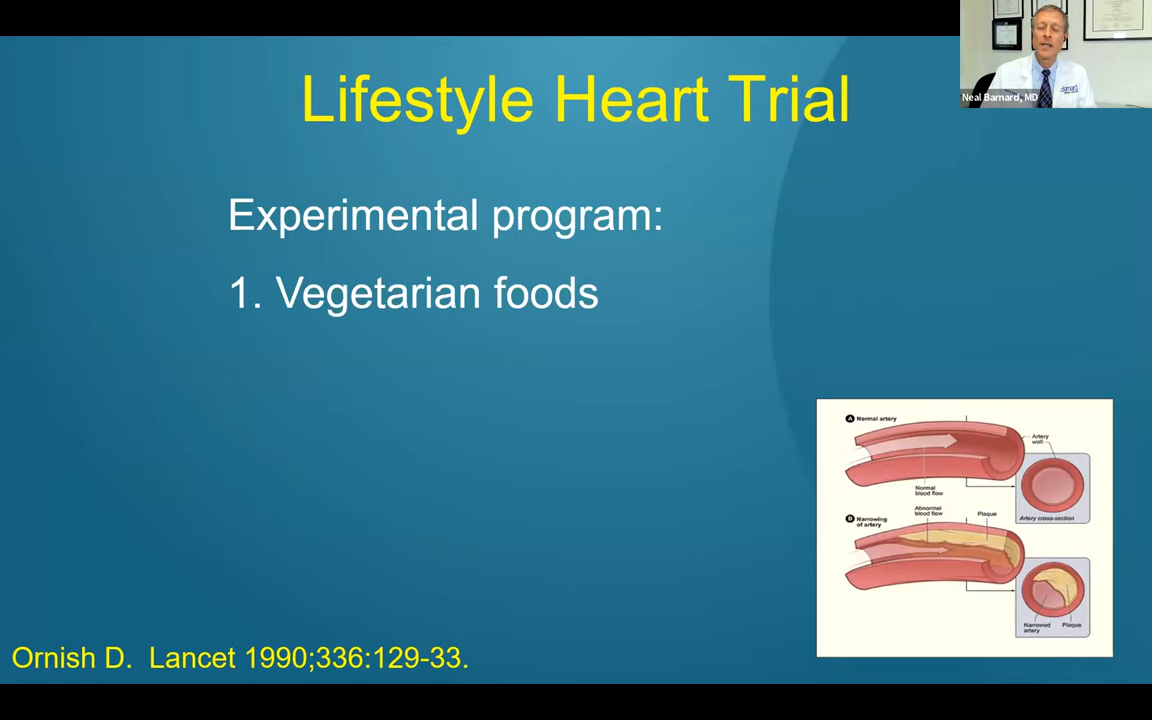 Neal Barnard, MD
Lifestyle Heart Trial
Experimental program:
1. Vegetarian foods
A Normal artery
Artery
wall
Normal
blood flow
Artery cross-section
Abnormal
blood flow
Plaque
B Narrowing
of artery
Narrowed
artery
Plaque
Ornish D. Lancet 1990;336:129-33.